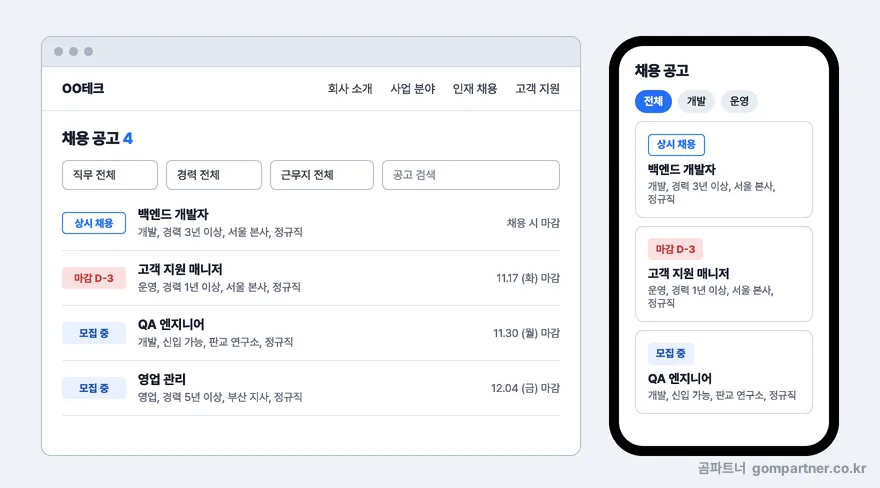 OO테크
회사 소개 사업 분야 인재 채용 고객 지원
채용 공고 4
직무 전체 경력 전체 근무지 전체 공고 검색
상시 채용 백엔드 개발자 채용 시 마감
개발, 경력 3년 이상, 서울 본사, 정규직
마감 D-3 고객 지원 매니저 11.17 (화) 마감
운영, 경력 1년 이상, 서울 본사, 정규직
모집 중 QA 엔지니어 11.30 (월) 마감
개발, 신입 가능, 판교 연구소, 정규직
모집 중 영업 관리 12.04 (금) 마감
영업, 경력 5년 이상, 부산 지사, 정규직
채용 공고
전체 개발 운영
상시 채용
백엔드 개발자
개발, 경력 3년 이상, 서울 본사,
정규직
마감 D-3
고객 지원 매니저
운영, 경력 1년 이상, 서울 본사,
정규직
모집 중
QA 엔지니어
개발, 신입 가능, 판교 연구소, 정규직
곰파트너 gompartner.co.kr